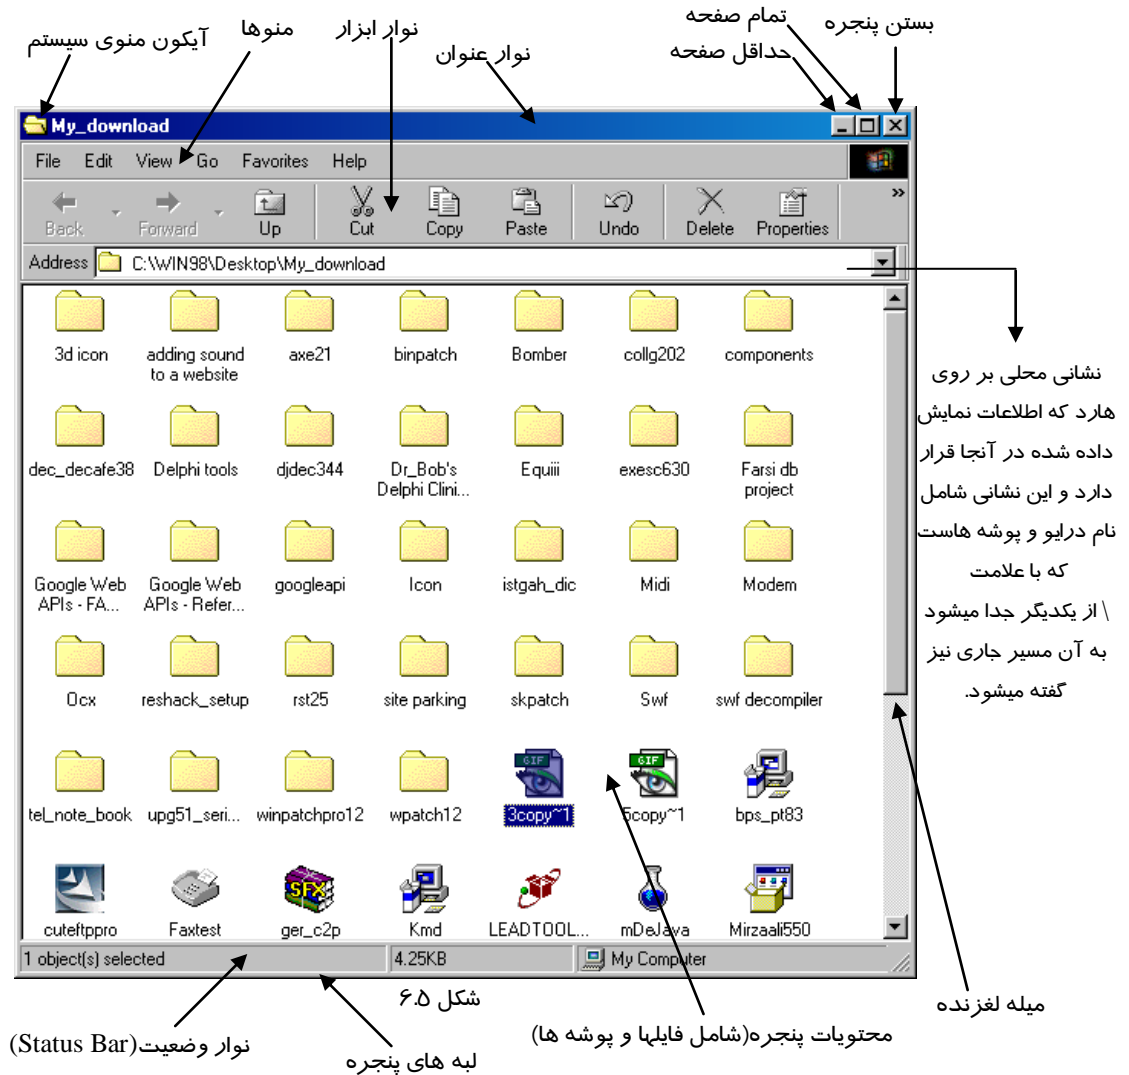 بستن پنجره
تمام صفحه
حداقل صفحه
نوار عنوان
نوار ابزار
منوها
آیکون منوی سیستم
My_download
File Edit View Go Favorites Help
Back Forward Up Cut Copy Paste Undo Delete Properties »
Address C:\WIN98\Desktop\My_download
3d icon
adding sound
to a website
axe21
binpatch
Bomber
collg202
components
dec_decafe38
Delphi tools
djdec344
Dr_Bob's
Delphi Clini...
Equiii
exesc630
Farsi db
project
Google Web
APIs - FA...
Google Web
APIs - Refer...
googleapi
Icon
istgah_dic
Midi
Modem
Ocx
reshack_setup
rst25
site parking
skpatch
Swf
swf decompiler
tel_note_book
upg51_seri...
winpatchpro12
wpatch12
GIF
3copy~1
GIF
5copy~1
bps_pt83
cuteftppro
Faxtest
SFX
ger_c2p
Kmd
LEADTOOL...
mDeJava
Mirzaali550
1 object(s) selected
4.25KB
My Computer
نشانی محلی بر روی
هارد که اطلاعات نمایش
داده شده در آنجا قرار
دارد و این نشانی شامل
نام درایو و پوشه هاست
که با علامت
\ از یکدیگر جدا میشود
به آن مسیر جاری نیز
گفته میشود.
شکل ۶.۵
میله لغزنده
محتویات پنجره(شامل فایلها و پوشه ها)
لبه های پنجره
نوار وضعیت(Status Bar)